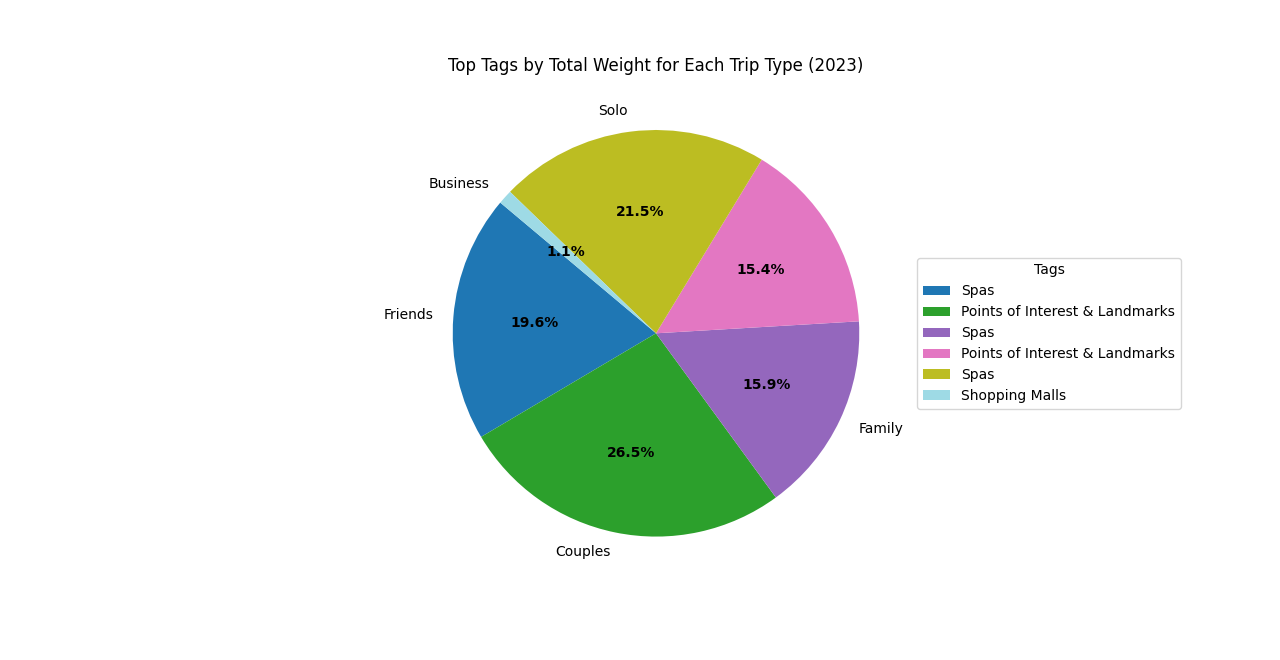 Top Tags by Total Weight for Each Trip Type (2023)
Solo
Business
21.5%
1.1%
15.4%
Friends
19.6%
15.9%
Family
26.5%
Couples
Tags
Spas
Points of Interest & Landmarks
Spas
Points of Interest & Landmarks
Spas
Shopping Malls